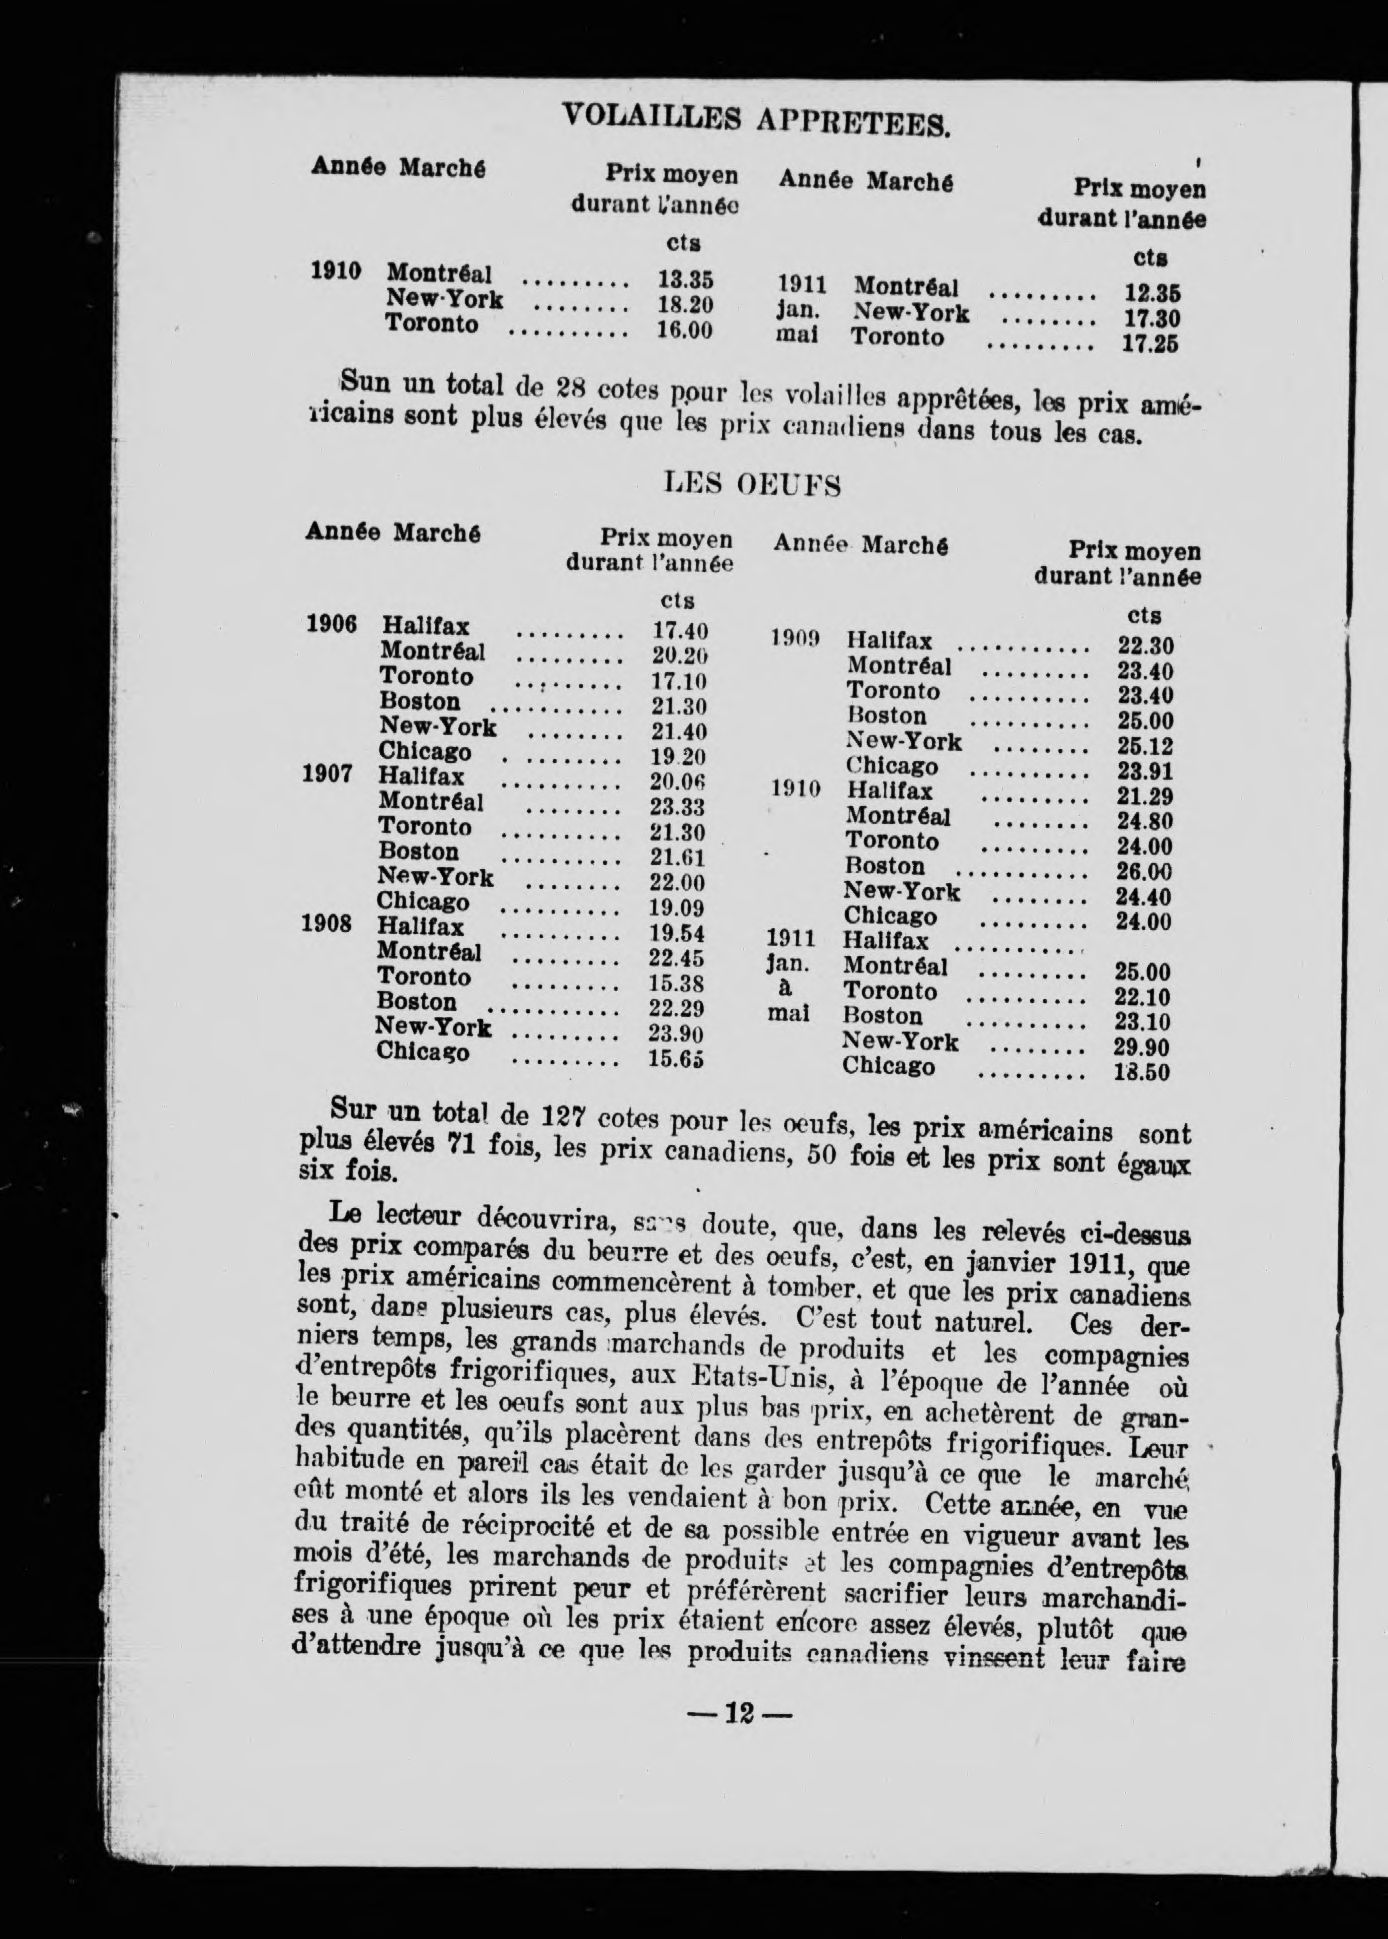 VOLAILLES APPRETEES.
Année Marché Prix moyen durant l'année Année Marché Prix moyen durant l'année
cts cts
1910 Montréal ......... 13.35 1911 Montréal ......... 12.35
New-York ........ 18.20 jan. New-York ........ 17.30
Toronto .......... 16.00 mai Toronto ......... 17.25
Sun un total de 28 cotes pour les volailles apprêtées, les prix amé-
ricains sont plus élevés que les prix canadiens dans tous les cas.
LES OEUFS
Année Marché Prix moyen durant l'année Année Marché Prix moyen durant l'année
cts cts
1906 Halifax ......... 17.40 1909 Halifax ........... 22.30
Montréal ......... 20.20 Montréal ......... 23.40
Toronto ......... 17.10 Toronto .......... 23.40
Boston ........... 21.30 Boston .......... 25.00
New-York ........ 21.40 New-York ........ 25.12
Chicago . ........ 19.20 Chicago .......... 23.91
1907 Halifax .......... 20.06 1910 Halifax ......... 21.29
Montréal ........ 23.33 Montréal ........ 24.80
Toronto .......... 21.30 Toronto ......... 24.00
Boston .......... 21.61 Boston ........... 26.00
New-York ........ 22.00 New-York ........ 24.40
Chicago .......... 19.09 Chicago ......... 24.00
1908 Halifax .......... 19.54 1911 Halifax ...........
Montréal ......... 22.45 jan. Montréal ......... 25.00
Toronto ......... 15.38 à Toronto .......... 22.10
Boston ........... 22.29 mai Boston .......... 23.10
New-York ......... 23.90 New-York ........ 29.90
Chicago ......... 15.65 Chicago ......... 18.50
Sur un total de 127 cotes pour les oeufs, les prix américains sont
plus élevés 71 fois, les prix canadiens, 50 fois et les prix sont égaux
six fois.
Le lecteur découvrira, sans doute, que, dans les relevés ci-dessus
des prix comparés du beurre et des oeufs, c'est, en janvier 1911, que
les prix américains commencèrent à tomber, et que les prix canadiens
sont, dans plusieurs cas, plus élevés. C'est tout naturel. Ces der-
niers temps, les grands marchands de produits et les compagnies
d'entrepôts frigorifiques, aux Etats-Unis, à l'époque de l'année où
le beurre et les oeufs sont aux plus bas prix, en achetèrent de gran-
des quantités, qu'ils placèrent dans des entrepôts frigorifiques. Leur
habitude en pareil cas était de les garder jusqu'à ce que le marché
eût monté et alors ils les vendaient à bon prix. Cette année, en vue
du traité de réciprocité et de sa possible entrée en vigueur avant les
mois d'été, les marchands de produits et les compagnies d'entrepôts
frigorifiques prirent peur et préférèrent sacrifier leurs marchandi-
ses à une époque où les prix étaient encore assez élevés, plutôt que
d'attendre jusqu'à ce que les produits canadiens vinssent leur faire
— 12 —